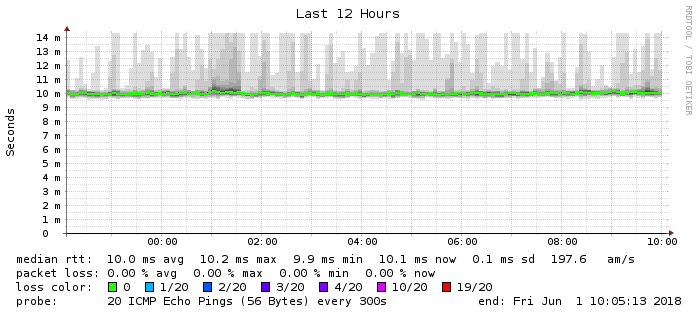 Last 12 Hours
RRDTOOL / TOBI OETIKER
Seconds
14 m
13 m
12 m
11 m
10 m
9 m
8 m
7 m
6 m
5 m
4 m
3 m
2 m
1 m
0
00:00 02:00 04:00 06:00 08:00 10:00
median rtt: 10.0 ms avg 10.2 ms max 9.9 ms min 10.1 ms now 0.1 ms sd 197.6 am/s
packet loss: 0.00 % avg 0.00 % max 0.00 % min 0.00 % now
loss color: 0 1/20 2/20 3/20 4/20 10/20 19/20
probe: 20 ICMP Echo Pings (56 Bytes) every 300s end: Fri Jun 1 10:05:13 2018